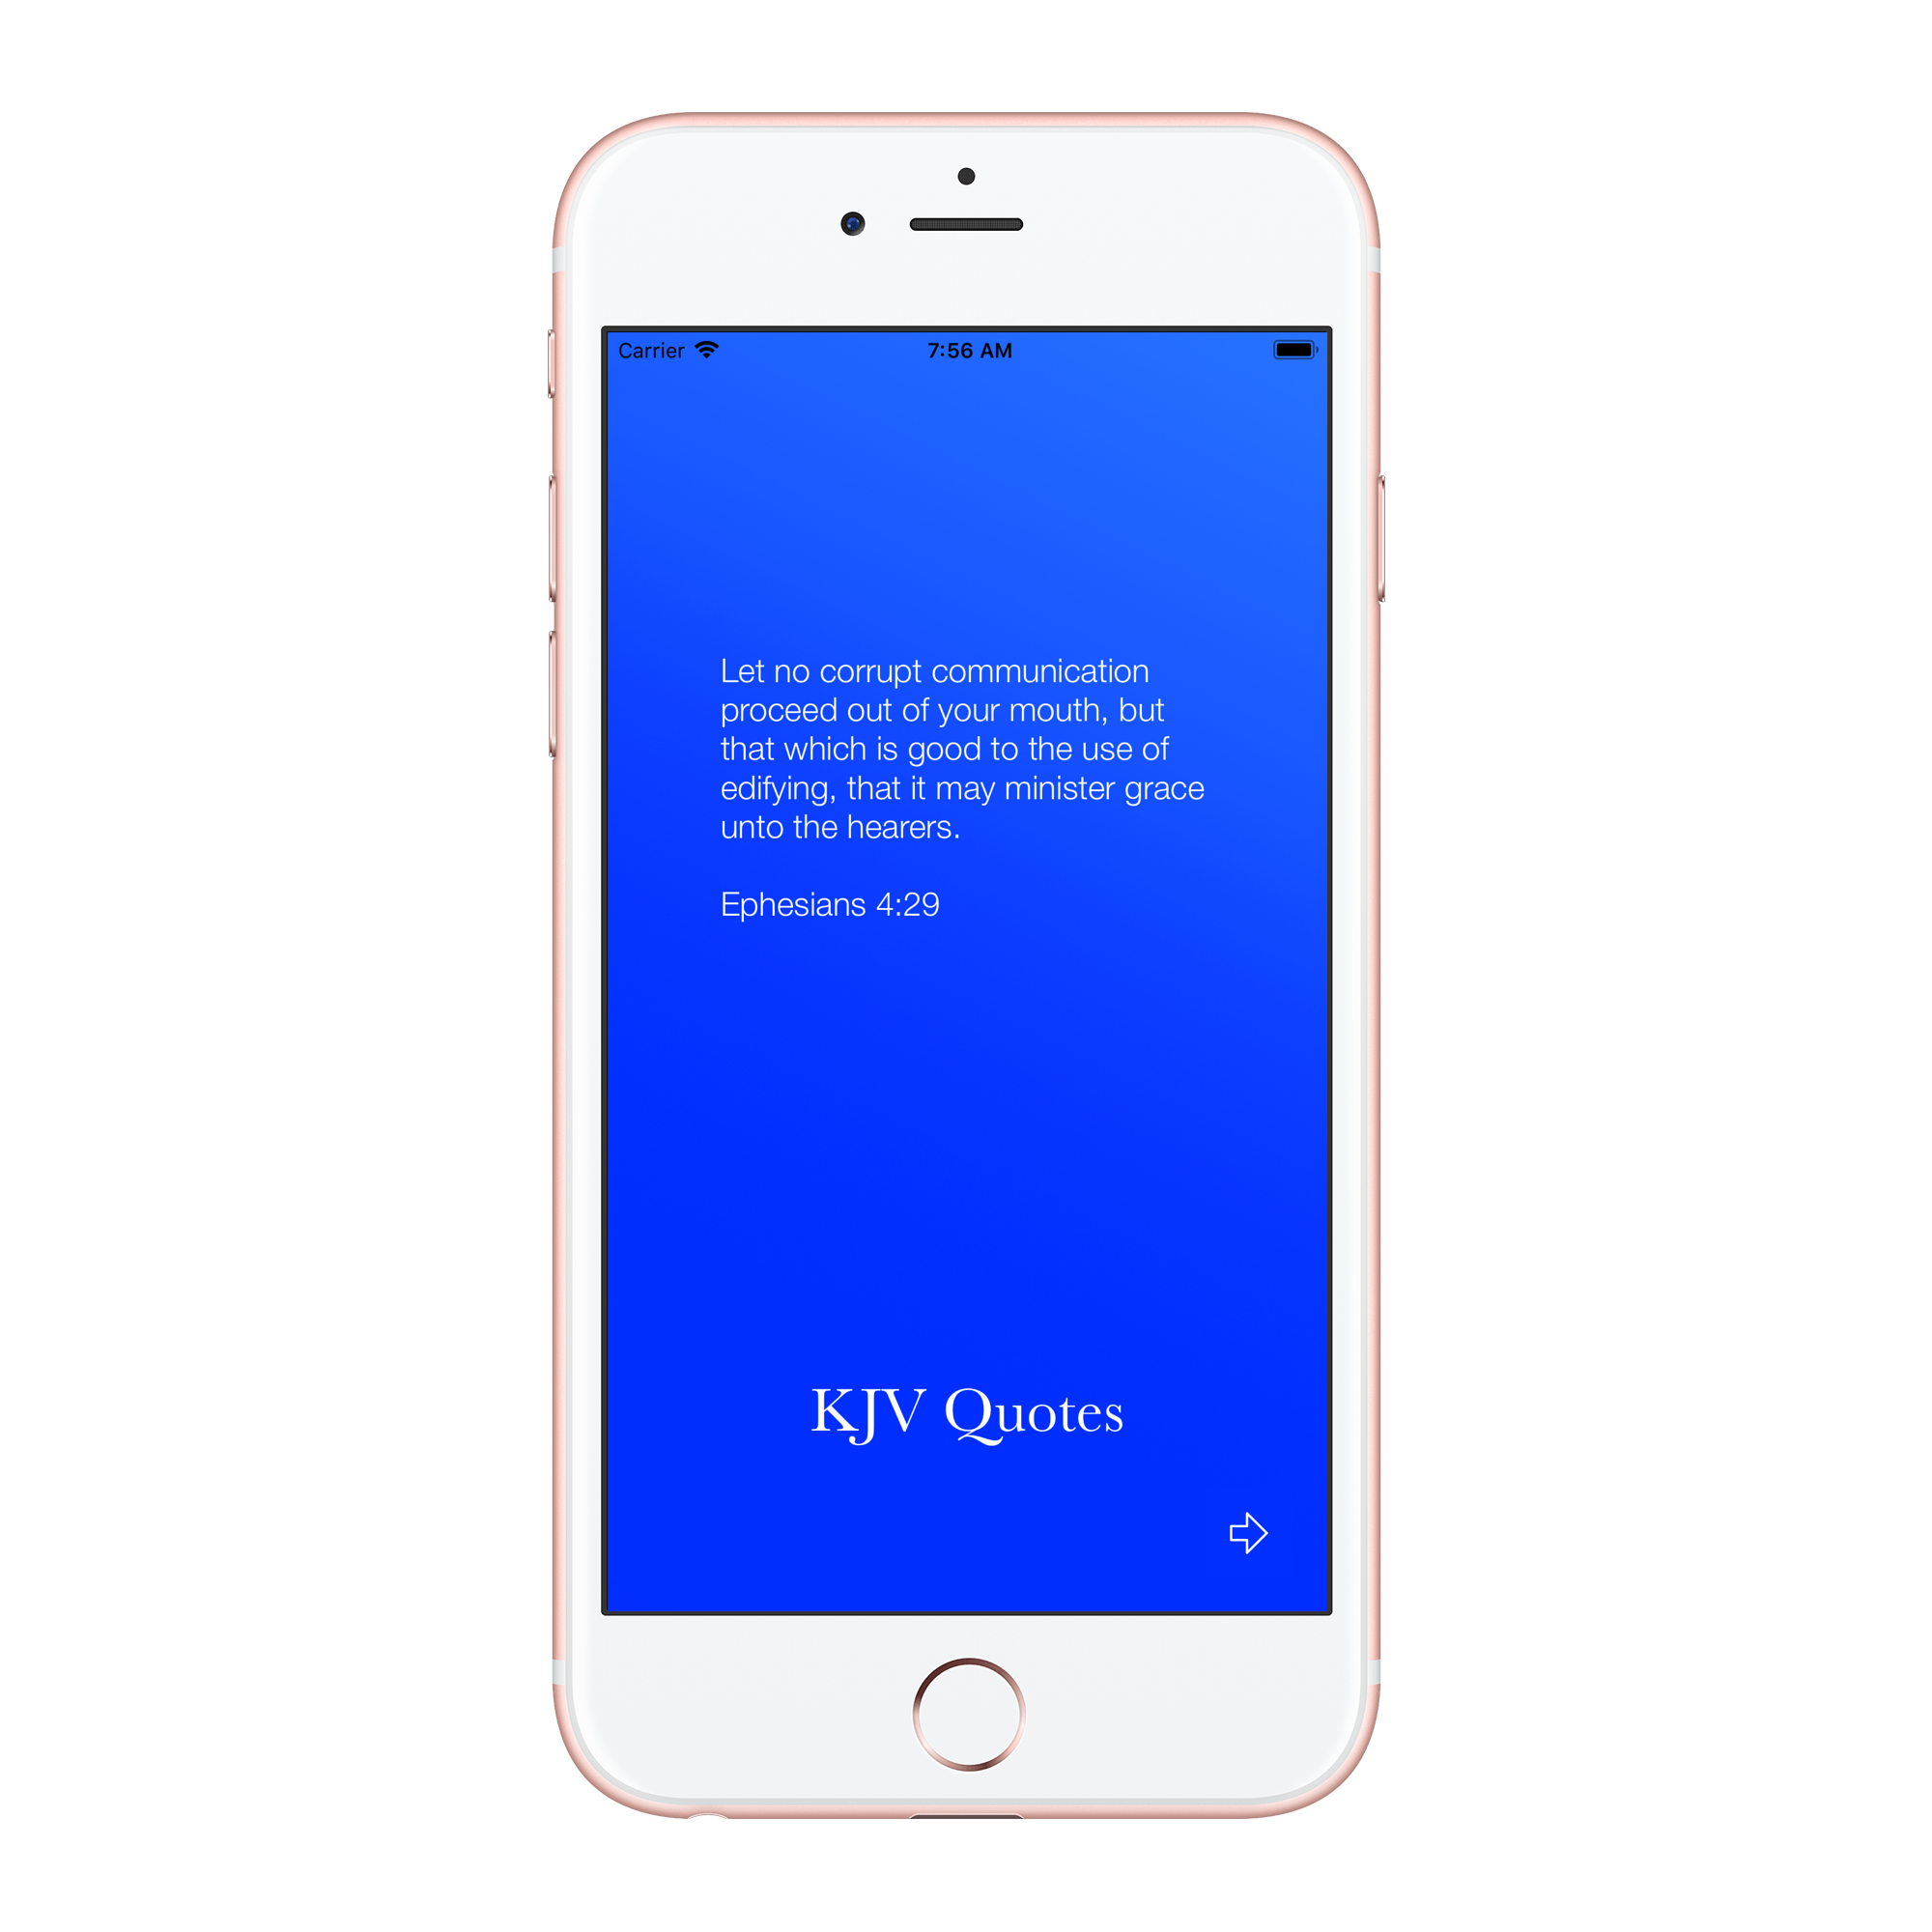 Carrier 7:56 AM
Let no corrupt communication
proceed out of your mouth, but
that which is good to the use of
edifying, that it may minister grace
unto the hearers.
Ephesians 4:29
KJV Quotes